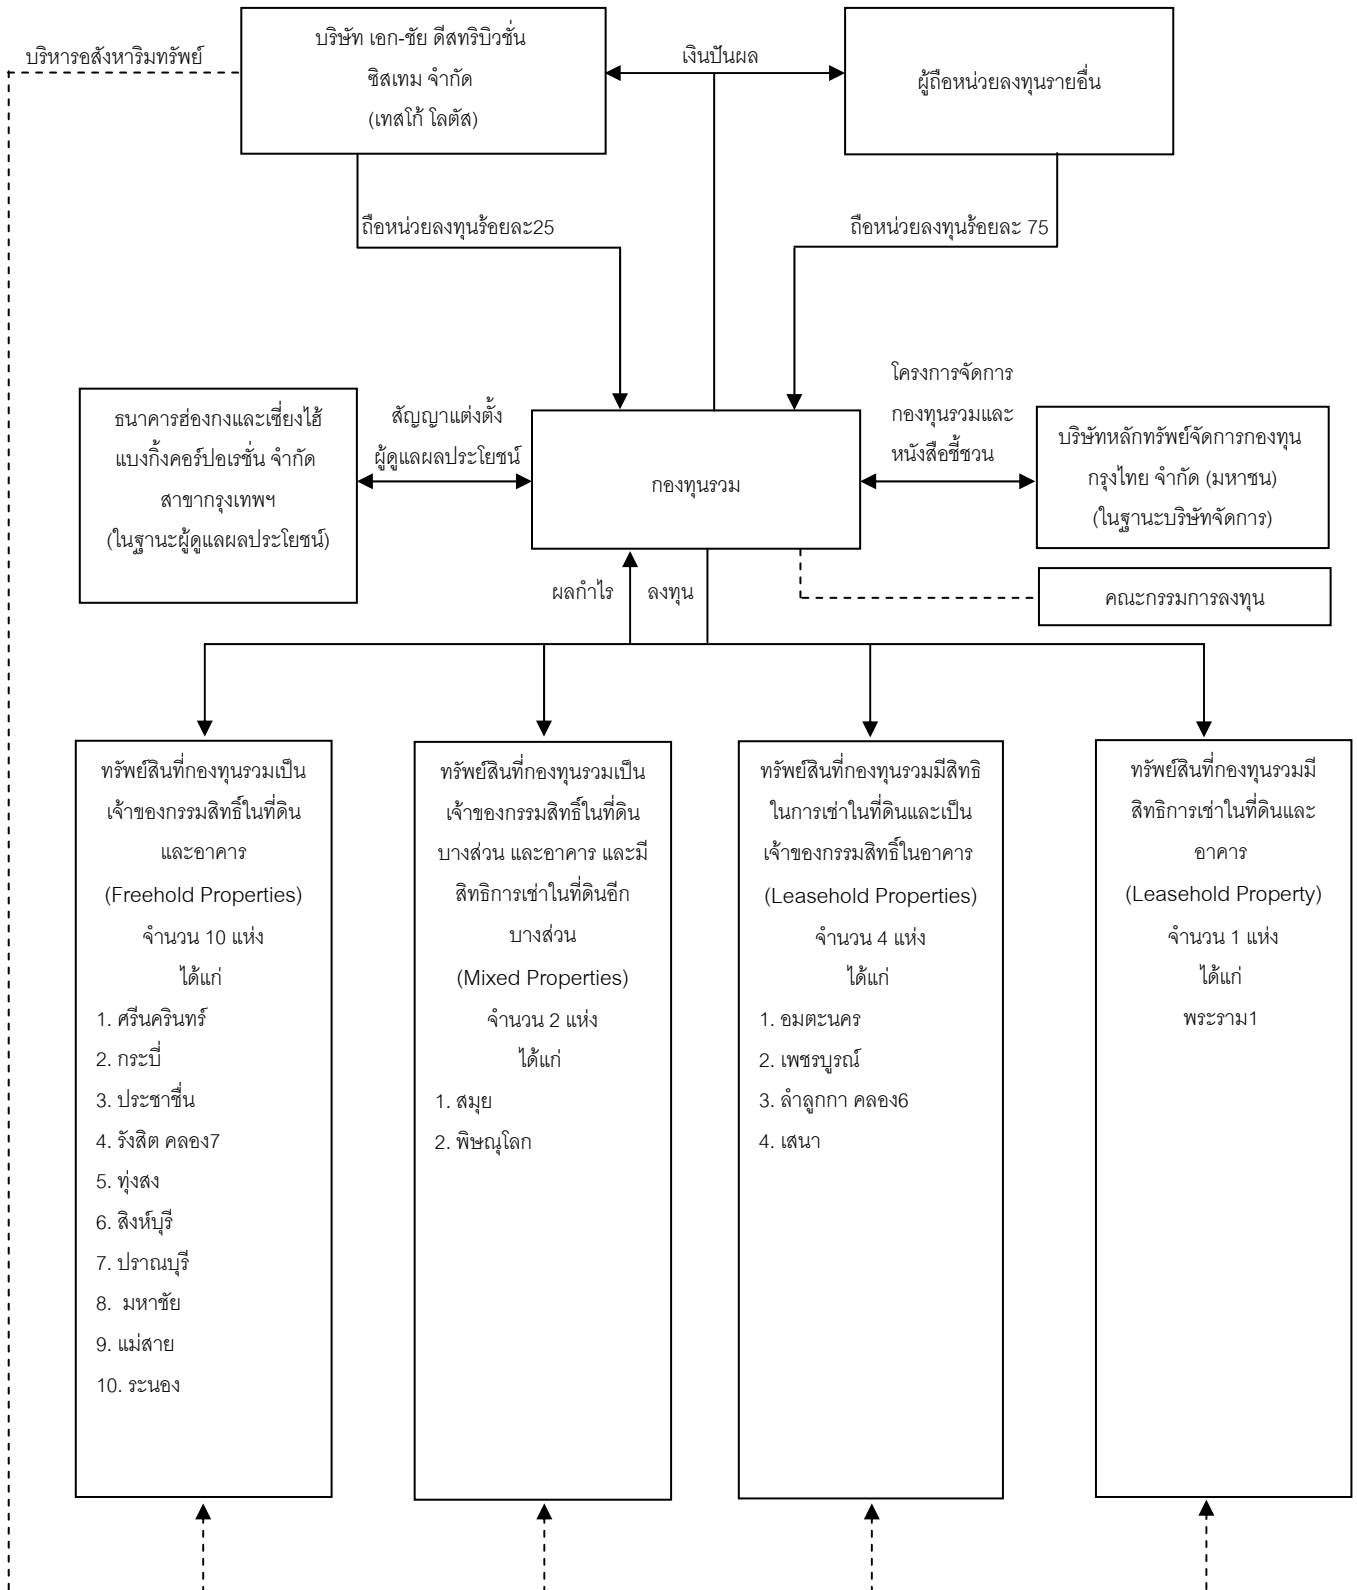 บริหารอสังหาริมทรัพย์
บริษัท เอก-ชัย ดีสทริบิวชั่น
ซิสเทม จำกัด
(เทสโก้ โลตัส)
เงินปันผล
ผู้ถือหน่วยลงทุนรายอื่น
ถือหน่วยลงทุนร้อยละ25
ถือหน่วยลงทุนร้อยละ 75
ธนาคารฮ่องกงและเซี่ยงไฮ้
แบงกิ้งคอร์ปอเรชั่น จำกัด
สาขากรุงเทพฯ
(ในฐานะผู้ดูแลผลประโยชน์)
สัญญาแต่งตั้ง
ผู้ดูแลผลประโยชน์
กองทุนรวม
โครงการจัดการ
กองทุนรวมและ
หนังสือชี้ชวน
บริษัทหลักทรัพย์จัดการกองทุน
กรุงไทย จำกัด (มหาชน)
(ในฐานะบริษัทจัดการ)
ผลกำไร
ลงทุน
คณะกรรมการลงทุน
ทรัพย์สินที่กองทุนรวมเป็น
เจ้าของกรรมสิทธิ์ในที่ดิน
และอาคาร
(Freehold Properties)
จำนวน 10 แห่ง
ได้แก่
1. ศรีนครินทร์
2. กระบี่
3. ประชาชื่น
4. รังสิต คลอง7
5. ทุ่งสง
6. สิงห์บุรี
7. ปราณบุรี
8. มหาชัย
9. แม่สาย
10. ระนอง
ทรัพย์สินที่กองทุนรวมเป็น
เจ้าของกรรมสิทธิ์ในที่ดิน
บางส่วน และอาคาร และมี
สิทธิการเช่าในที่ดินอีก
บางส่วน
(Mixed Properties)
จำนวน 2 แห่ง
ได้แก่
1. สมุย
2. พิษณุโลก
ทรัพย์สินที่กองทุนรวมมีสิทธิ
ในการเช่าในที่ดินและเป็น
เจ้าของกรรมสิทธิ์ในอาคาร
(Leasehold Properties)
จำนวน 4 แห่ง
ได้แก่
1. อมตะนคร
2. เพชรบูรณ์
3. ลำลูกกา คลอง6
4. เสนา
ทรัพย์สินที่กองทุนรวมมี
สิทธิการเช่าในที่ดินและ
อาคาร
(Leasehold Property)
จำนวน 1 แห่ง
ได้แก่
พระราม1